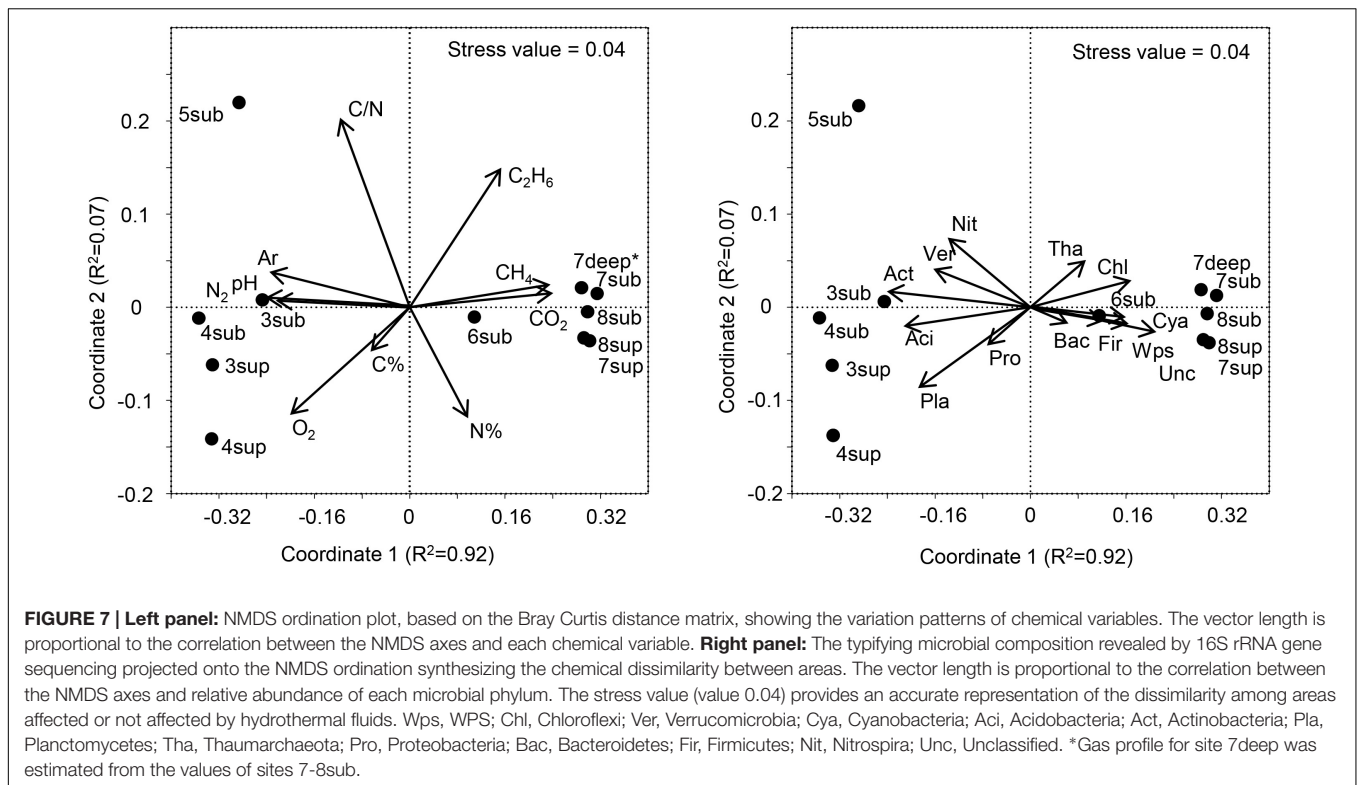 Stress value = 0.04
5sub
C/N
C2H6
Ar
N2
pH
3sub
4sub
3sup
4sup
O2
C%
N%
CH4
CO2
6sub
7deep*
7sub
8sub
8sup
7sup
0.2
0.1
0
-0.1
-0.2
-0.32
-0.16
0
0.16
0.32
Coordinate 2 (R²=0.07)
Coordinate 1 (R²=0.92)
Stress value = 0.04
5sub
Nit
Ver
Act
3sub
4sub
Aci
3sup
Pla
4sup
Pro
Tha
Chl
6sub
Cya
Bac
Fir
Wps
Unc
7deep
7sub
8sub
8sup
7sup
0.2
0.1
0
-0.1
-0.2
-0.32
-0.16
0
0.16
0.32
Coordinate 2 (R²=0.07)
Coordinate 1 (R²=0.92)
FIGURE 7 | Left panel: NMDS ordination plot, based on the Bray Curtis distance matrix, showing the variation patterns of chemical variables. The vector length is
proportional to the correlation between the NMDS axes and each chemical variable. Right panel: The typifying microbial composition revealed by 16S rRNA gene
sequencing projected onto the NMDS ordination synthesizing the chemical dissimilarity between areas. The vector length is proportional to the correlation between
the NMDS axes and relative abundance of each microbial phylum. The stress value (value 0.04) provides an accurate representation of the dissimilarity among areas
affected or not affected by hydrothermal fluids. Wps, WPS; Chl, Chloroflexi; Ver, Verrucomicrobia; Cya, Cyanobacteria; Aci, Acidobacteria; Act, Actinobacteria; Pla,
Planctomycetes; Tha, Thaumarchaeota; Pro, Proteobacteria; Bac, Bacteroidetes; Fir, Firmicutes; Nit, Nitrospira; Unc, Unclassified. *Gas profile for site 7deep was
estimated from the values of sites 7-8sub.